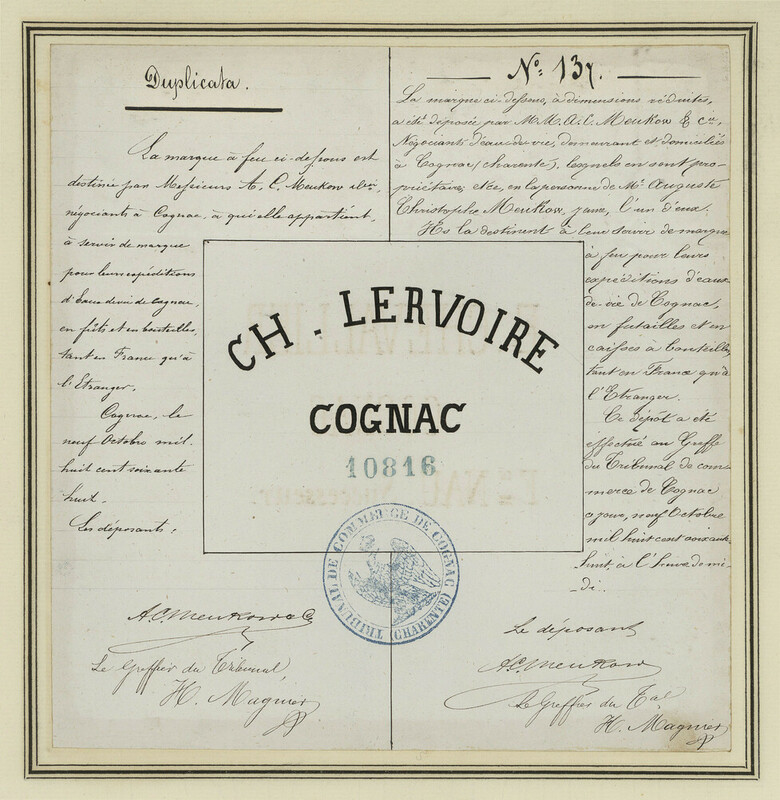 Duplicata.
La marque à feu ci-dessous est
destinée par Messieurs A. C. Meukow & Cie,
négociants à Cognac, à qui elle appartient,
à servir de marque
pour leurs expéditions
d'Eaux de vie de Cognac,
en fûts et en bouteilles,
tant en France qu'à
l'Etranger.
Cognac, le
neuf Octobre mil
huit cent soixante
huit.
Les déposants:
A. C. Meukow & Co
Le Greffier du Tribunal
H. Magnier
CH. LERVOIRE
COGNAC
10816
TRIBUNAL DE COMMERCE DE COGNAC
(CHARENTE)
No: 137.
La marque ci-dessous, à dimensions réduites,
a été déposée par MM. A. C. Meukow & Cie,
Négociants d'eau de vie, demeurant et domiciliés
à Cognac (Charente), lesquels en sont pro-
priétaires, et ce, en la personne de Mr. Auguste
Christophe Meukow, jeune, l'un d'eux.
Ils la destinent à leur servir de marque
à feu pour leurs
expéditions d'eaux
de vie de Cognac,
en futailles et en
caisses à bouteilles,
tant en France qu'à
l'Etranger.
Ce dépôt a été
effectué au Greffe
du Tribunal de com-
merce de Cognac
ce jour, neuf Octobre
mil huit cent soixante
huit, à l'heure de mi-
di.
Le déposant
A. C. Meukow
Le Greffier du Tal
H. Magnier